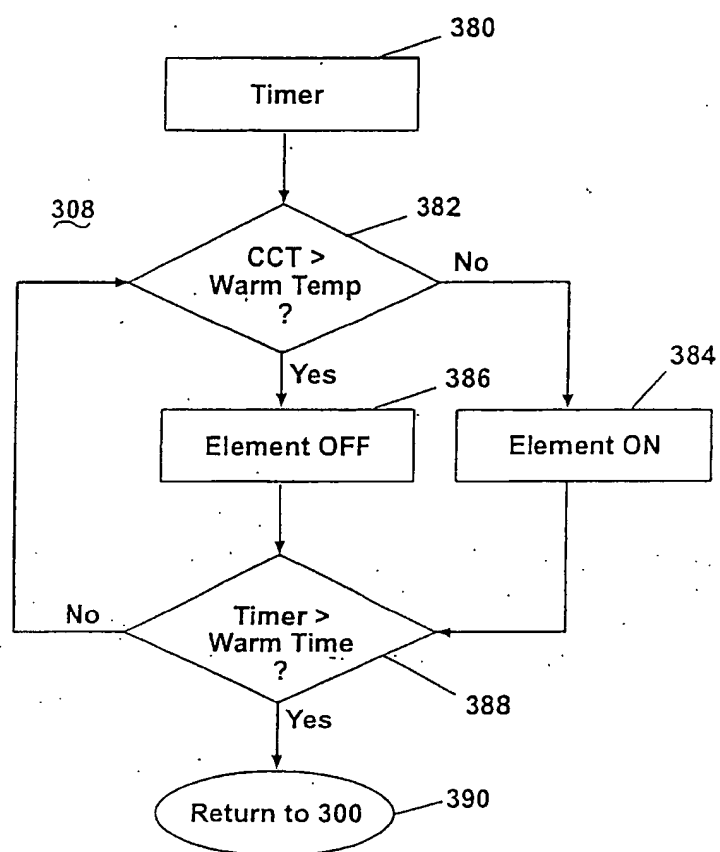 380
Timer
308
382
CCT >
Warm Temp
?
No
Yes
386
384
Element OFF
Element ON
No
Timer >
Warm Time
?
388
Yes
Return to 300
390